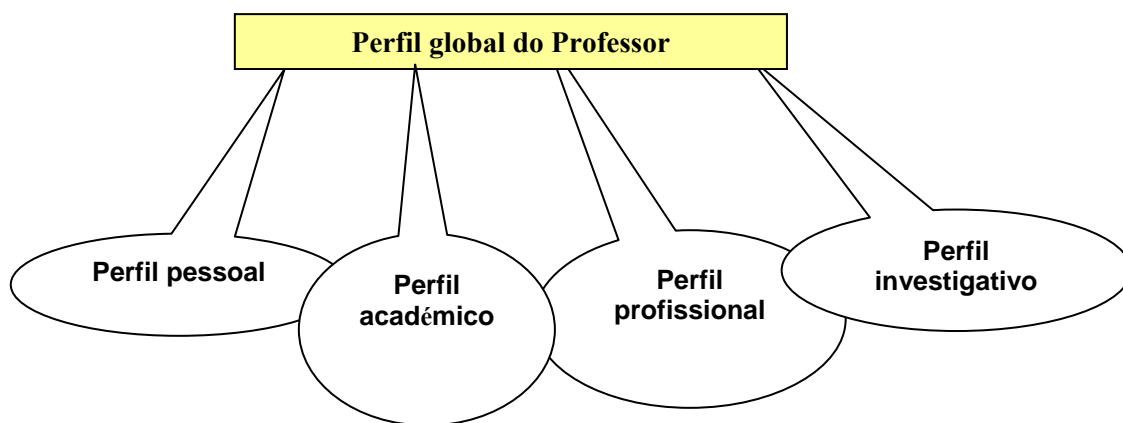 Perfil global do Professor
Perfil pessoal
Perfil
académico
Perfil
profissional
Perfil
investigativo